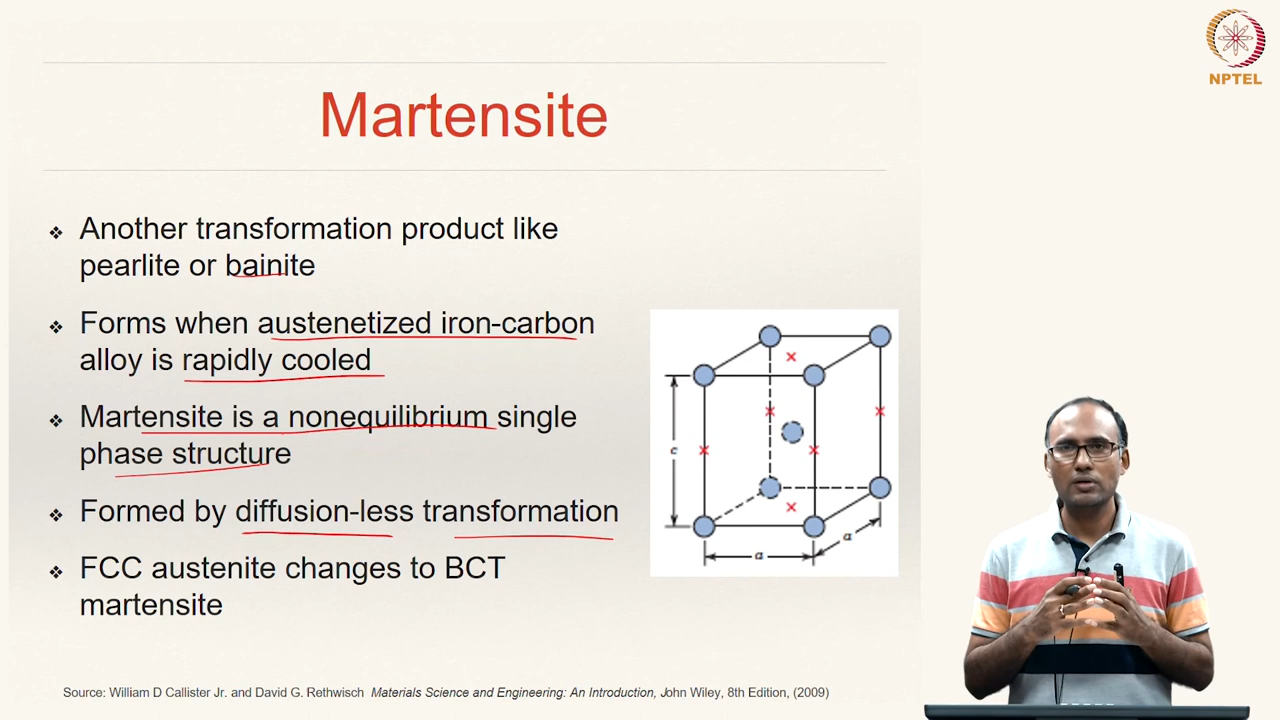 NPTEL
Martensite
❖ Another transformation product like
pearlite or bainite
❖ Forms when austenetized iron-carbon
alloy is rapidly cooled
❖ Martensite is a nonequilibrium single
phase structure
❖ Formed by diffusion-less transformation
❖ FCC austenite changes to BCT
martensite
c
a
a
Source: William D Callister Jr. and David G. Rethwisch Materials Science and Engineering: An Introduction, John Wiley, 8th Edition, (2009)